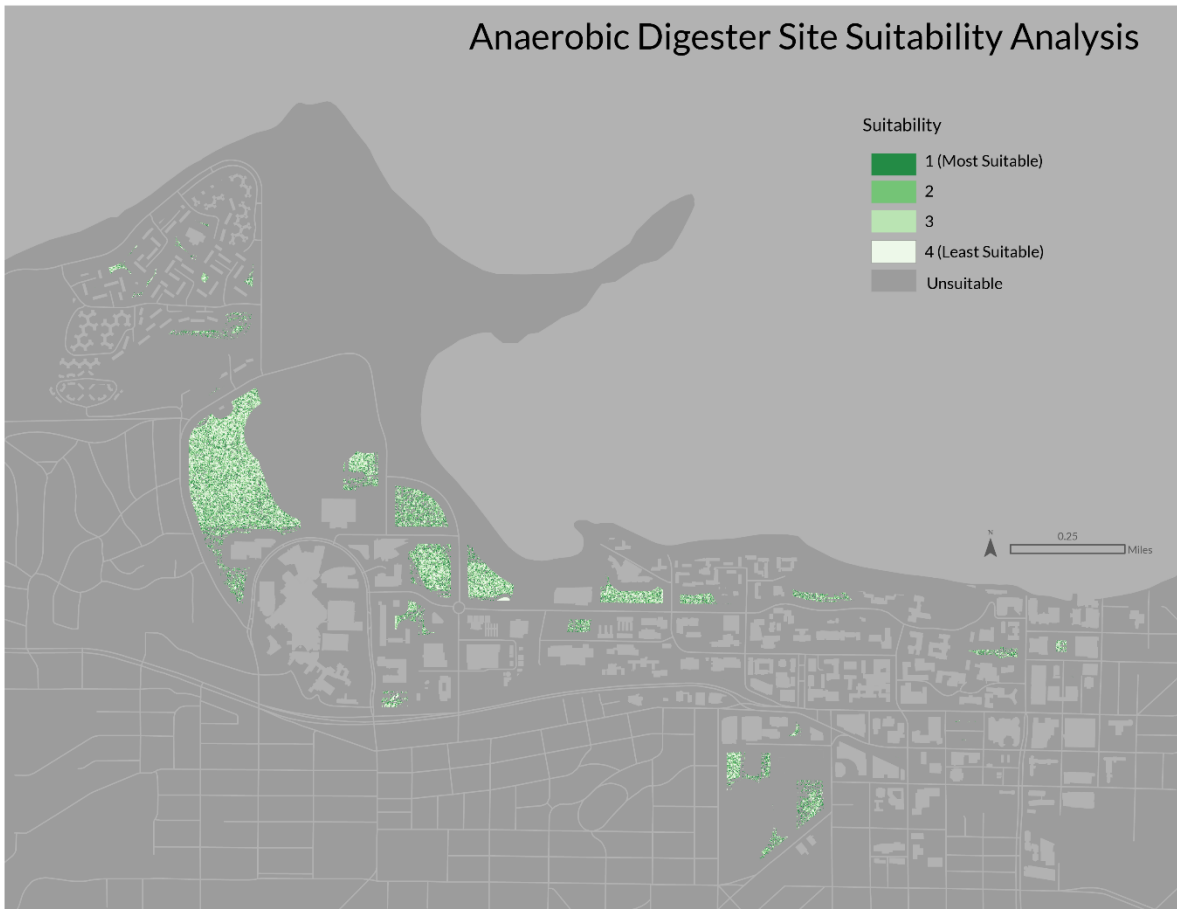 Anaerobic Digester Site Suitability Analysis
Suitability
1 (Most Suitable)
2
3
4 (Least Suitable)
Unsuitable
N
0.25
Miles